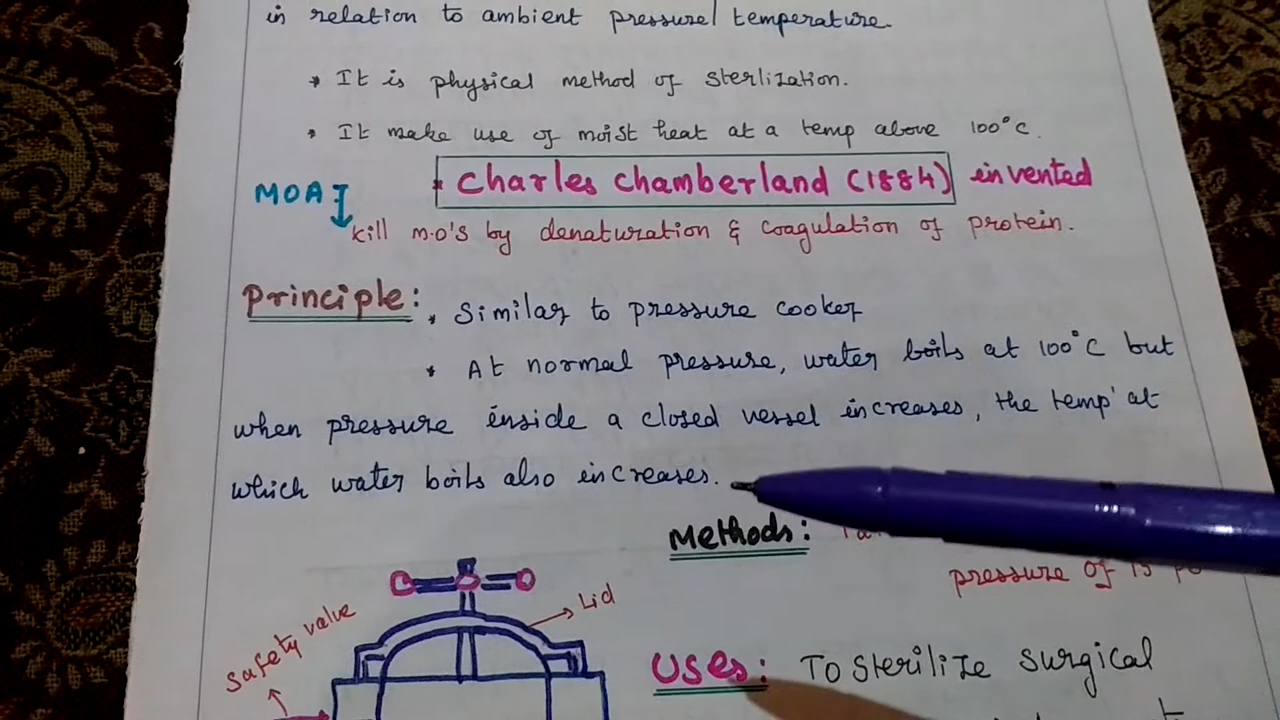 in relation to ambient pressure/ temperature.
* It is physical method of sterlization.
* It make use of moist heat at a temp above 100°c.
* Charles Chamberland (1884) invented
MOA:
kill m.o's by denaturation & coagulation of protein.
Principle:
* Similar to pressure cooker
* At normal pressure, water boils at 100°C but
when pressure inside a closed vessel increases, the temp' at
which water boils also increases.
Methods:
pressure of 15
Safety valve
Lid
Uses: To sterilize surgical